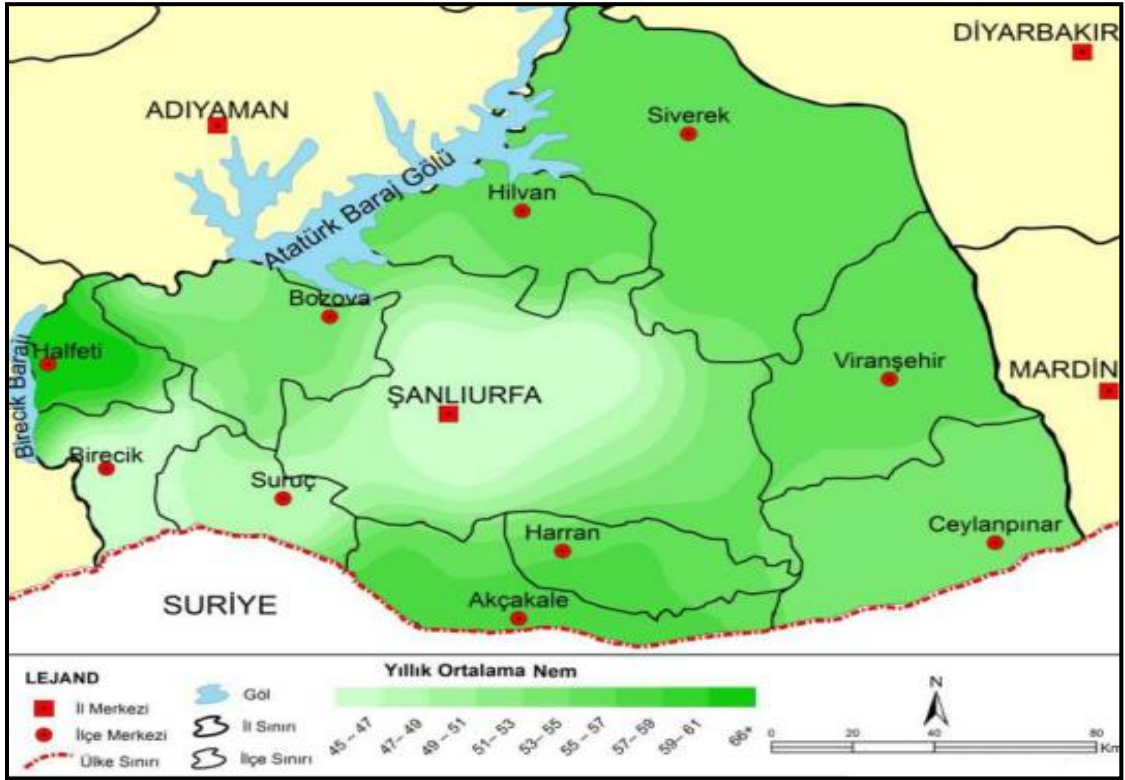 DİYARBAKIR
ADIYAMAN
Siverek
Atatürk Baraj Gölü
Hilvan
Bozova
Birecik Barajı
Halfeti
Viranşehir
MARDİN
ŞANLIURFA
Birecik
Suruç
Harran
Ceylanpınar
Akçakale
SURİYE
LEJAND
İl Merkezi
İlçe Merkezi
Ülke Sınırı
Göl
İl Sınırı
İlçe Sınırı
Yıllık Ortalama Nem
45 – 47
47– 49
49 – 51
51– 53
53– 55
55 – 57
57– 59
59– 61
66+
N
0 20 40 80
Km